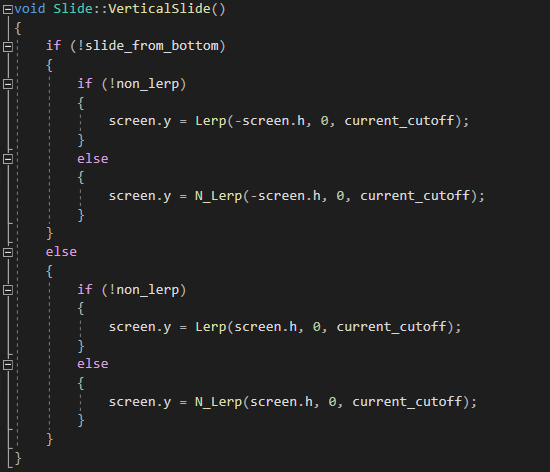 void Slide::VerticalSlide()
{
    if (!slide_from_bottom)
    {
        if (!non_lerp)
        {
            screen.y = Lerp(-screen.h, 0, current_cutoff);
        }
        else
        {
            screen.y = N_Lerp(-screen.h, 0, current_cutoff);
        }
    }
    else
    {
        if (!non_lerp)
        {
            screen.y = Lerp(screen.h, 0, current_cutoff);
        }
        else
        {
            screen.y = N_Lerp(screen.h, 0, current_cutoff);
        }
    }
}